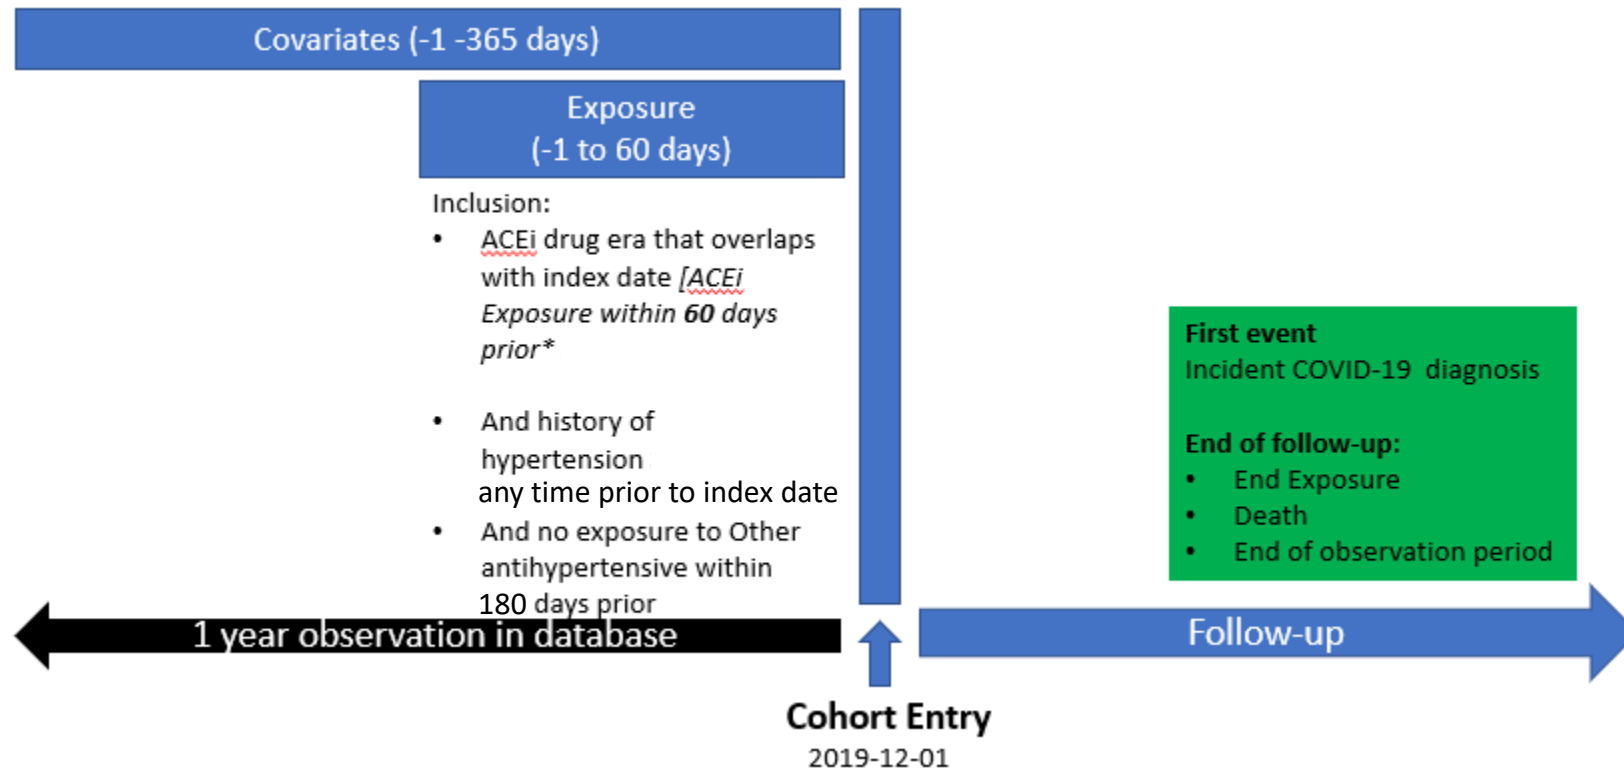 Covariates (-1 -365 days)
Exposure
(-1 to 60 days)
Inclusion:
• ACEi drug era that overlaps
with index date [ACEi
Exposure within 60 days
prior*
• And history of
hypertension
any time prior to index date
• And no exposure to Other
antihypertensive within
180 days prior
1 year observation in database
First event
Incident COVID-19 diagnosis
End of follow-up:
• End Exposure
• Death
• End of observation period
Follow-up
Cohort Entry
2019-12-01